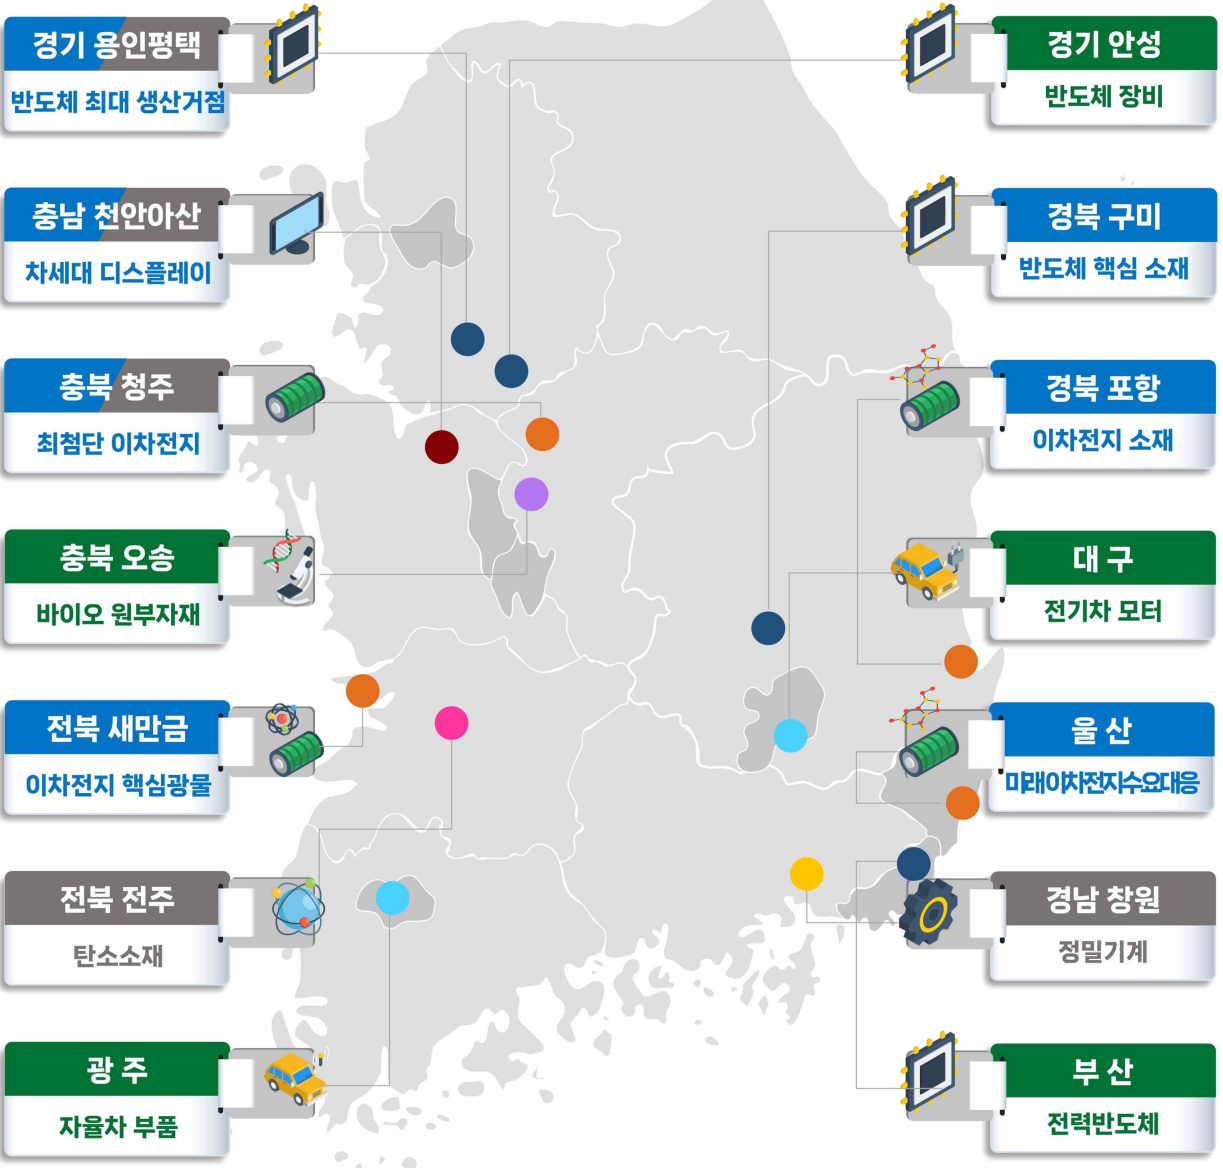 경기 용인평택
반도체 최대 생산거점
충남 천안아산
차세대 디스플레이
충북 청주
최첨단 이차전지
충북 오송
바이오 원부자재
전북 새만금
이차전지 핵심광물
전북 전주
탄소소재
광 주
자율차 부품
경기 안성
반도체 장비
경북 구미
반도체 핵심 소재
경북 포항
이차전지 소재
대 구
전기차 모터
울 산
미래이차전지수요대응
경남 창원
정밀기계
부 산
전력반도체